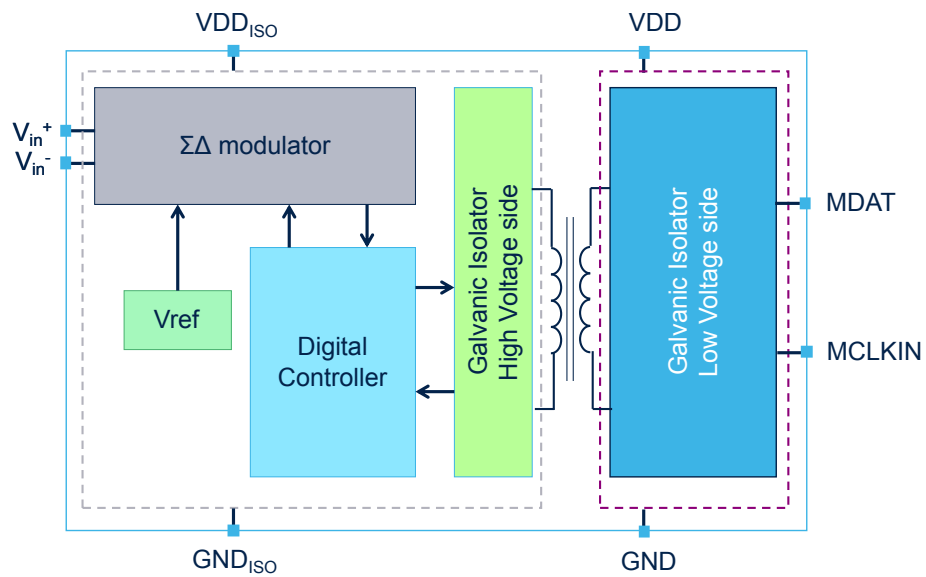 VDDISO
VDD
Vin+
Vin-
ΣΔ modulator
Galvanic Isolator
High Voltage side
Galvanic Isolator
Low Voltage side
MDAT
Vref
Digital
Controller
MCLKIN
GNDISO
GND